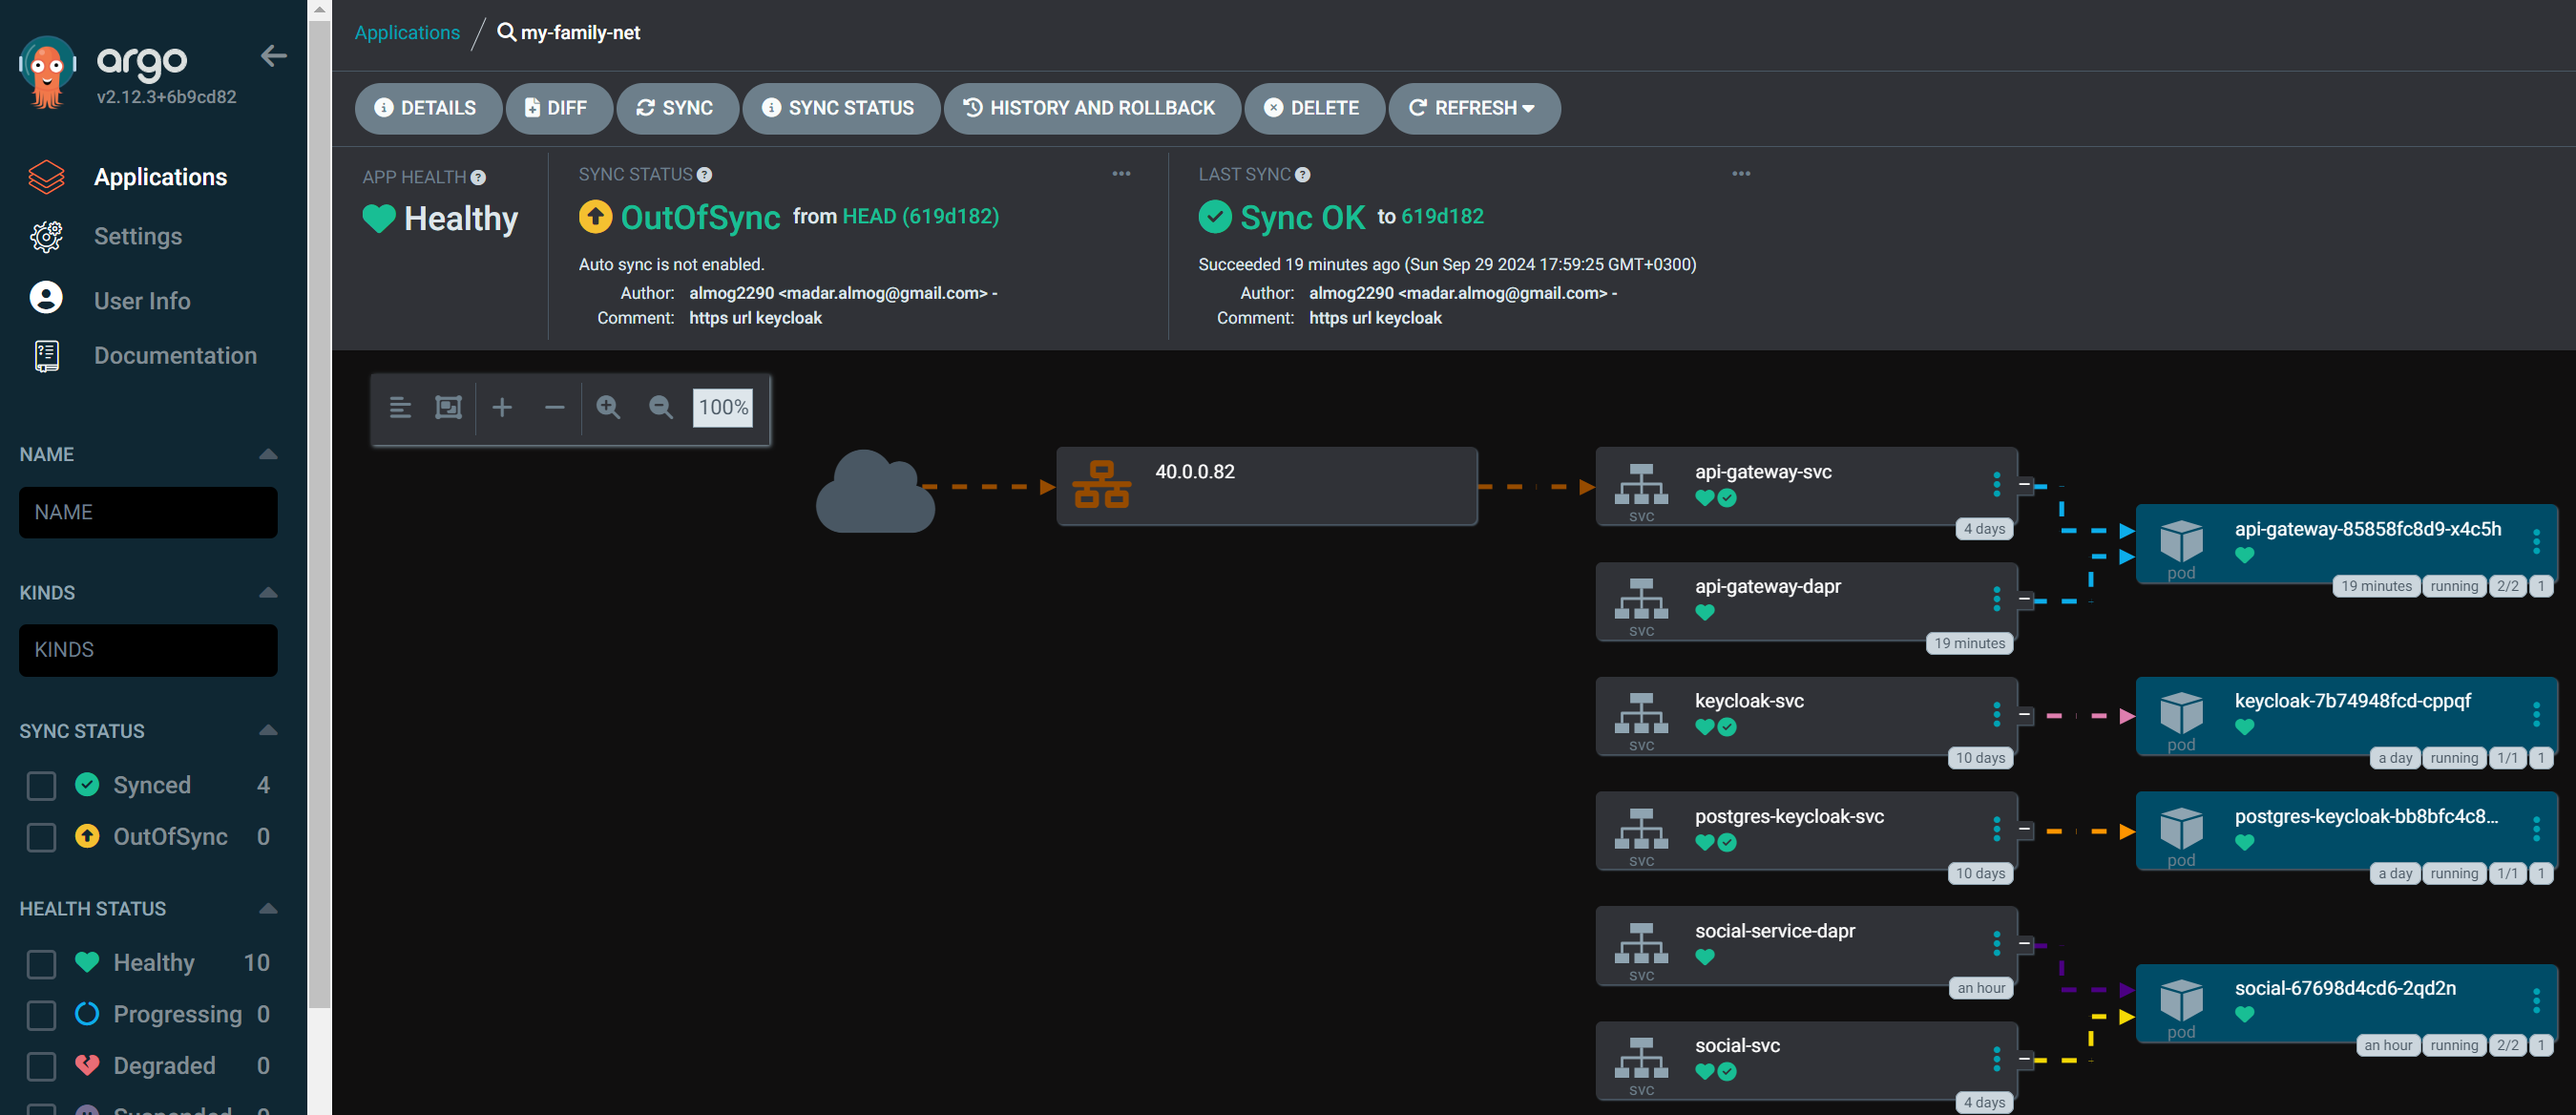 argo
v2.12.3+6b9cd82
Applications
Settings
User Info
Documentation
NAME
NAME
KINDS
KINDS
SYNC STATUS
Synced 4
OutOfSync 0
HEALTH STATUS
Healthy 10
Progressing 0
Degraded 0
Suspended 0
Applications / my-family-net
DETAILS DIFF SYNC SYNC STATUS HISTORY AND ROLLBACK DELETE REFRESH
APP HEALTH
Healthy
SYNC STATUS
OutOfSync from HEAD (619d182)
Auto sync is not enabled.
Author: almog2290 <madar.almog@gmail.com> -
Comment: https url keycloak
LAST SYNC
Sync OK to 619d182
Succeeded 19 minutes ago (Sun Sep 29 2024 17:59:25 GMT+0300)
Author: almog2290 <madar.almog@gmail.com> -
Comment: https url keycloak
100%
40.0.0.82
api-gateway-svc
svc
4 days
api-gateway-dapr
svc
19 minutes
keycloak-svc
svc
10 days
postgres-keycloak-svc
svc
10 days
social-service-dapr
svc
an hour
social-svc
svc
4 days
api-gateway-85858fc8d9-x4c5h
pod
19 minutes running 2/2 1
keycloak-7b74948fcd-cppqf
pod
a day running 1/1 1
postgres-keycloak-bb8bfc4c8...
pod
a day running 1/1 1
social-67698d4cd6-2qd2n
pod
an hour running 2/2 1